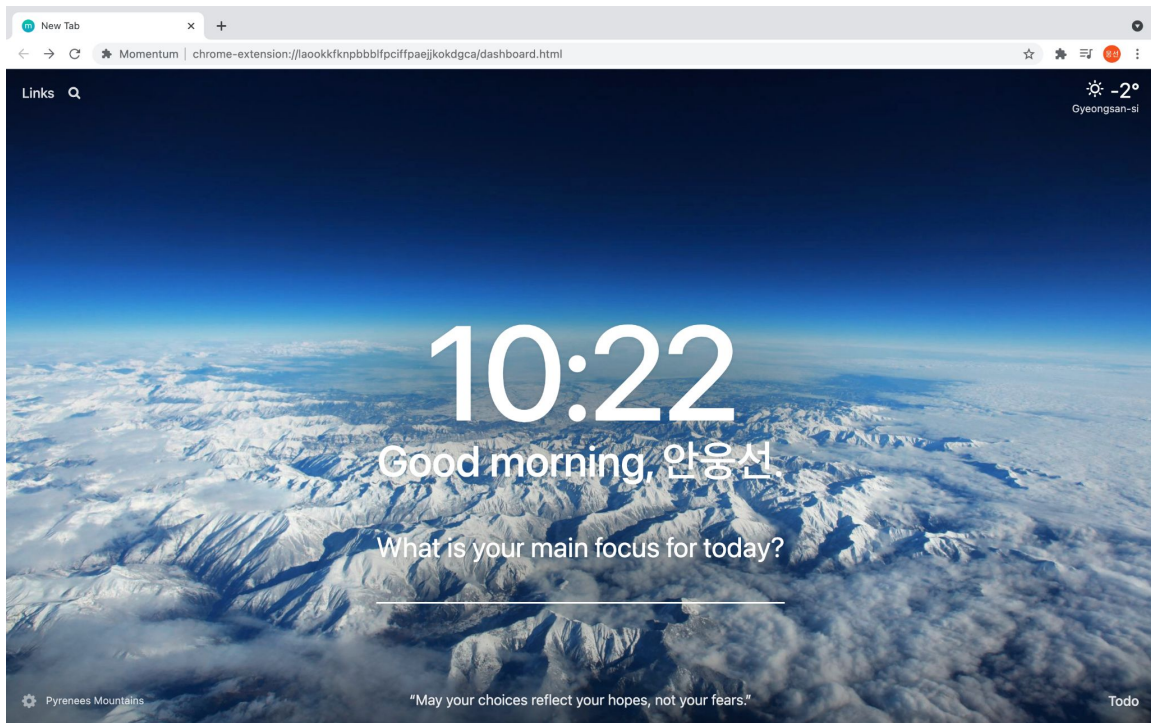 m New Tab
Momentum | chrome-extension://laookkfknpbbblfpciffpaejjkokdgca/dashboard.html 웅선
Links -2°
Gyeongsan-si
10:22
Good morning, 안웅선.
What is your main focus for today?
Pyrenees Mountains "May your choices reflect your hopes, not your fears." Todo